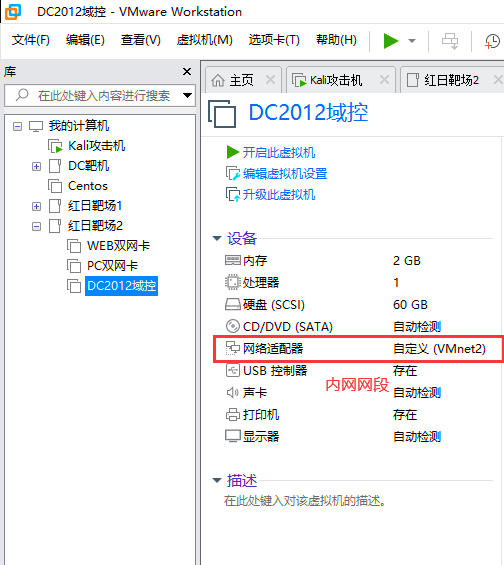 DC2012域控 - VMware Workstation
文件(F) 编辑(E) 查看(V) 虚拟机(M) 选项卡(T) 帮助(H)
库
在此处键入内容进行搜索
我的计算机
Kali攻击机
DC靶机
Centos
红日靶场1
红日靶场2
WEB双网卡
PC双网卡
DC2012域控
主页 Kali攻击机 红日靶场2
DC2012域控
开启此虚拟机
编辑虚拟机设置
升级此虚拟机
设备
内存 2 GB
处理器 1
硬盘 (SCSI) 60 GB
CD/DVD (SATA) 自动检测
网络适配器 自定义 (VMnet2)
USB 控制器 存在
内网网段
声卡 自动检测
打印机 存在
显示器 自动检测
描述
在此处键入对该虚拟机的描述。